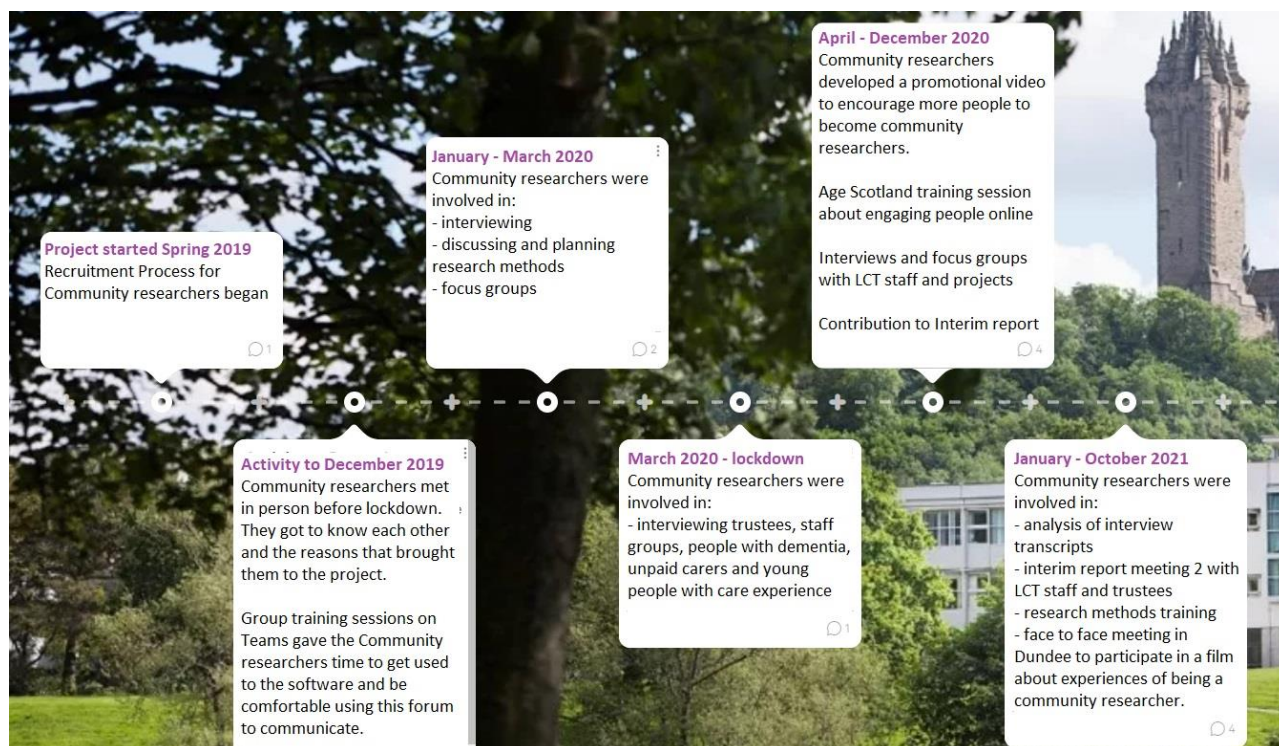 Project started Spring 2019
Recruitment Process for
Community researchers began
1
Activity to December 2019
Community researchers met
in person before lockdown.
They got to know each other
and the reasons that brought
them to the project.
Group training sessions on
Teams gave the Community
researchers time to get used
to the software and be
comfortable using this forum
to communicate.
January - March 2020
Community researchers were
involved in:
- interviewing
- discussing and planning
research methods
- focus groups
2
March 2020 - lockdown
Community researchers were
involved in:
- interviewing trustees, staff
groups, people with dementia,
unpaid carers and young
people with care experience
1
April - December 2020
Community researchers
developed a promotional video
to encourage more people to
become community
researchers.
Age Scotland training session
about engaging people online
Interviews and focus groups
with LCT staff and projects
Contribution to Interim report
4
January - October 2021
Community researchers were
involved in:
- analysis of interview
transcripts
- interim report meeting 2 with
LCT staff and trustees
- research methods training
- face to face meeting in
Dundee to participate in a film
about experiences of being a
community researcher.
4